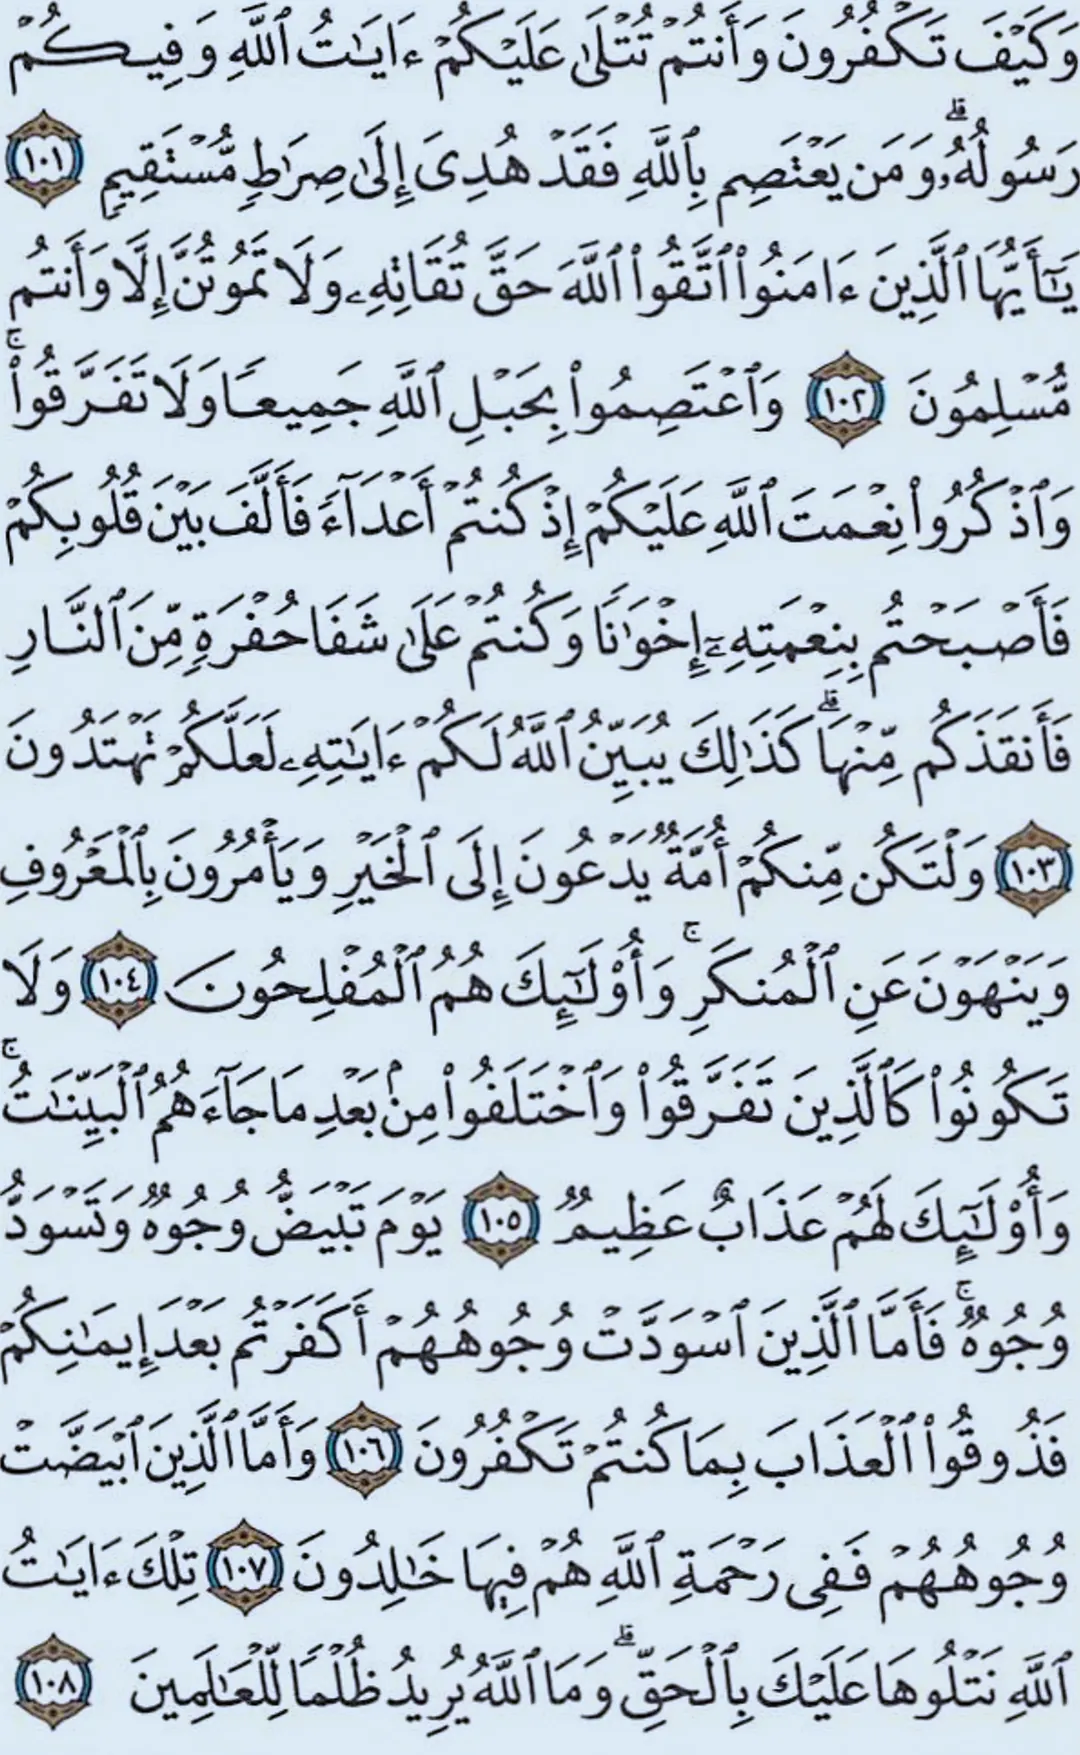 وَكَيۡفَ تَكۡفُرُونَ وَأَنتُمۡ تُتۡلَىٰ عَلَيۡكُمۡ ءَايَٰتُ ٱللَّهِ وَفِيكُمۡ
رَسُولُهُۥۗ وَمَن يَعۡتَصِم بِٱللَّهِ فَقَدۡ هُدِيَ إِلَىٰ صِرَٰطٖ مُّسۡتَقِيمٖ ١٠١
يَٰٓأَيُّهَا ٱلَّذِينَ ءَامَنُواْ ٱتَّقُواْ ٱللَّهَ حَقَّ تُقَاتِهِۦ وَلَا تَمُوتُنَّ إِلَّا وَأَنتُم
مُّسۡلِمُونَ ١٠٢ وَٱعۡتَصِمُواْ بِحَبۡلِ ٱللَّهِ جَمِيعٗا وَلَا تَفَرَّقُواْۚ
وَٱذۡكُرُواْ نِعۡمَتَ ٱللَّهِ عَلَيۡكُمۡ إِذۡ كُنتُمۡ أَعۡدَآءٗ فَأَلَّفَ بَيۡنَ قُلُوبِكُمۡ
فَأَصۡبَحۡتُم بِنِعۡمَتِهِۦٓ إِخۡوَٰنٗا وَكُنتُمۡ عَلَىٰ شَفَا حُفۡرَةٖ مِّنَ ٱلنَّارِ
فَأَنقَذَكُم مِّنۡهَاۗ كَذَٰلِكَ يُبَيِّنُ ٱللَّهُ لَكُمۡ ءَايَٰتِهِۦ لَعَلَّكُمۡ تَهۡتَدُونَ
١٠٣ وَلۡتَكُن مِّنكُمۡ أُمَّةٞ يَدۡعُونَ إِلَى ٱلۡخَيۡرِ وَيَأۡمُرُونَ بِٱلۡمَعۡرُوفِ
وَيَنۡهَوۡنَ عَنِ ٱلۡمُنكَرِۚ وَأُوْلَٰٓئِكَ هُمُ ٱلۡمُفۡلِحُونَ ١٠٤ وَلَا
تَكُونُواْ كَٱلَّذِينَ تَفَرَّقُواْ وَٱخۡتَلَفُواْ مِنۢ بَعۡدِ مَا جَآءَهُمُ ٱلۡبَيِّنَٰتُۚ
وَأُوْلَٰٓئِكَ لَهُمۡ عَذَابٌ عَظِيمٞ ١٠٥ يَوۡمَ تَبۡيَضُّ وُجُوهٞ وَتَسۡوَدُّ
وُجُوهٞۚ فَأَمَّا ٱلَّذِينَ ٱسۡوَدَّتۡ وُجُوهُهُمۡ أَكَفَرۡتُم بَعۡدَ إِيمَٰنِكُمۡ
فَذُوقُواْ ٱلۡعَذَابَ بِمَا كُنتُمۡ تَكۡفُرُونَ ١٠٦ وَأَمَّا ٱلَّذِينَ ٱبۡيَضَّتۡ
وُجُوهُهُمۡ فَفِي رَحۡمَةِ ٱللَّهِ هُمۡ فِيهَا خَٰلِدُونَ ١٠٧ تِلۡكَ ءَايَٰتُ
ٱللَّهِ نَتۡلُوهَا عَلَيۡكَ بِٱلۡحَقِّۗ وَمَا ٱللَّهُ يُرِيدُ ظُلۡمٗا لِّلۡعَٰلَمِينَ ١٠٨